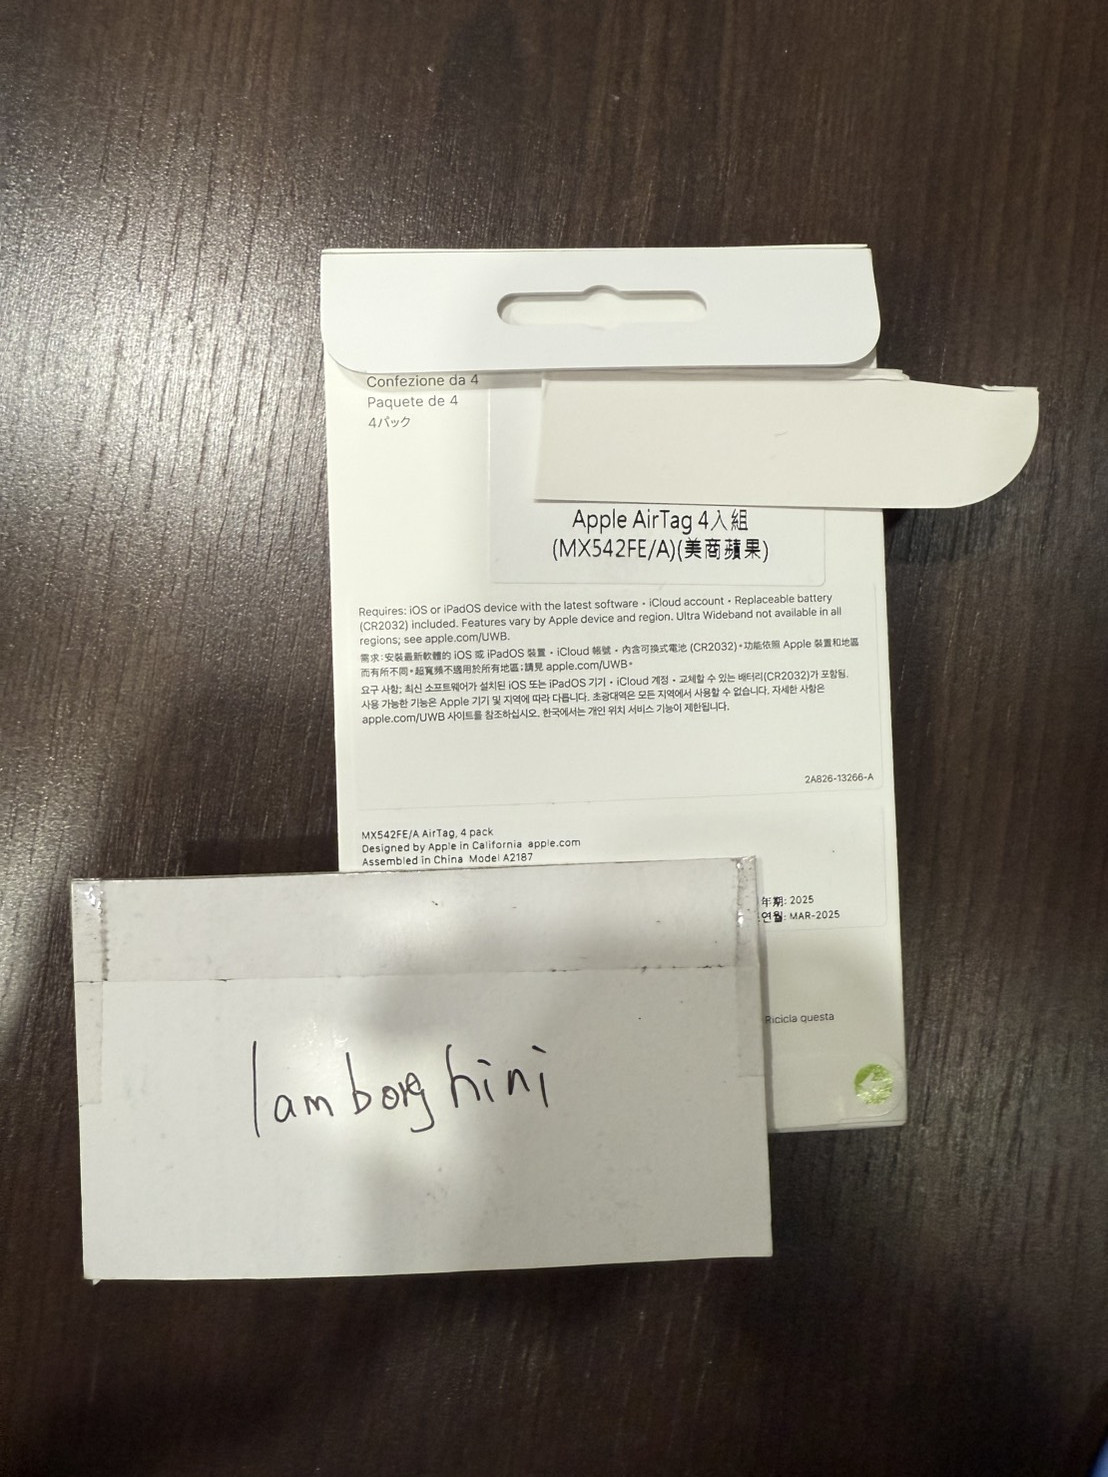 Confezione da 4
Paquete de 4
4パック
Apple AirTag 4入組
(MX542FE/A)(美商蘋果)
Requires: iOS or iPadOS device with the latest software • iCloud account • Replaceable battery
(CR2032) included. Features vary by Apple device and region. Ultra Wideband not available in all
regions; see apple.com/UWB.
需求：安裝最新軟體的 iOS 或 iPadOS 裝置・iCloud 帳號・內含可換式電池 (CR2032)。功能依照 Apple 裝置和地區
而有所不同。超寬頻不適用於所有地區；請見 apple.com/UWB。
요구 사항: 최신 소프트웨어가 설치된 iOS 또는 iPadOS 기기・iCloud 계정・교체할 수 있는 배터리(CR2032)가 포함됨.
사용 가능한 기능은 Apple 기기 및 지역에 따라 다릅니다. 초광대역은 모든 지역에서 사용할 수 없습니다. 자세한 사항은
apple.com/UWB 사이트를 참조하십시오. 한국에서는 개인 위치 서비스 기능이 제한됩니다.
2A826-13266-A
MX542FE/A AirTag, 4 pack
Designed by Apple in California apple.com
Assembled in China Model A2187
年期: 2025
연월: MAR-2025
Ricicla questa
lamborghini